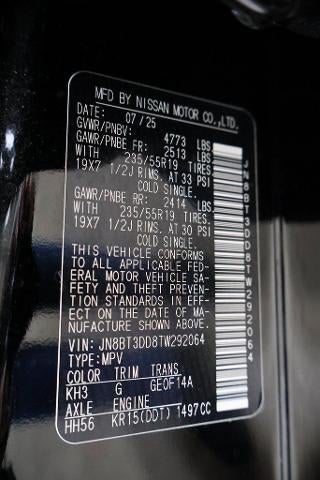 MFD BY NISSAN MOTOR CO.,LTD.
DATE: 07/25
GVWR/PNBV: 4773 LBS
GAWR/PNBE FR: 2513 LBS
WITH 235/55R19 TIRES,
19X7 1/2J RIMS, AT 33 PSI
COLD SINGLE.
GAWR/PNBE RR: 2414 LBS
WITH 235/55R19 TIRES,
19X7 1/2J RIMS, AT 30 PSI
COLD SINGLE.
THIS VEHICLE CONFORMS
TO ALL APPLICABLE FED-
ERAL MOTOR VEHICLE SA-
FETY AND THEFT PREVEN-
TION STANDARDS IN EFF-
ECT ON THE DATE OF MA-
NUFACTURE SHOWN ABOVE.
VIN: JN8BT3DD8TW292064
TYPE: MPV
COLOR TRIM TRANS
KH3 G GE0F14A
AXLE ENGINE
HH56 KR15(DDT) 1497CC
JN8BT3DD8TW292064